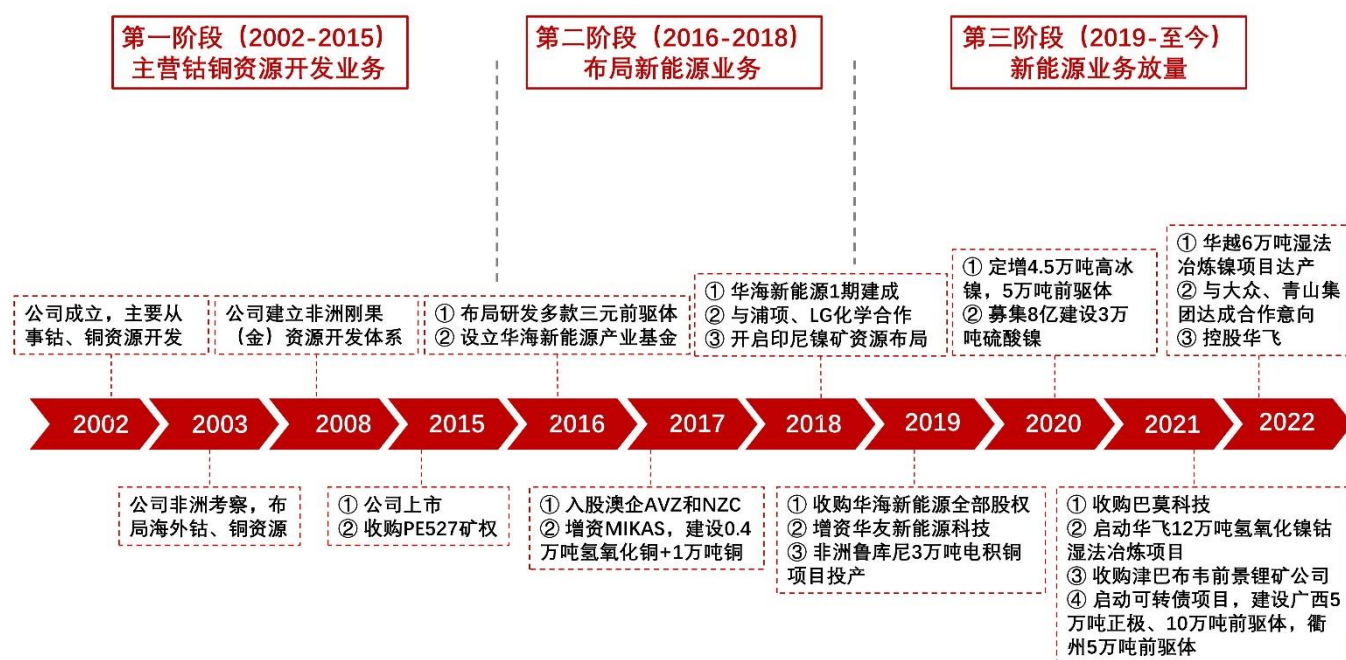 第一阶段（2002-2015）
主营钴铜资源开发业务
第二阶段（2016-2018）
布局新能源业务
第三阶段（2019-至今）
新能源业务放量
公司成立，主要从
事钴、铜资源开发
公司建立非洲刚果
（金）资源开发体系
① 布局研发多款三元前驱体
② 设立华海新能源产业基金
① 华海新能源1期建成
② 与浦项、LG化学合作
③ 开启印尼镍矿资源布局
① 定增4.5万吨高冰
镍，5万吨前驱体
② 募集8亿建设3万
吨硫酸镍
① 华越6万吨湿法
冶炼镍项目达产
② 与大众、青山集
团达成合作意向
③ 控股华飞
2002
2003
2008
2015
2016
2017
2018
2019
2020
2021
2022
公司非洲考察，布
局海外钴、铜资源
① 公司上市
② 收购PE527矿权
① 入股澳企AVZ和NZC
② 增资MIKAS，建设0.4
万吨氢氧化铜+1万吨铜
① 收购华海新能源全部股权
② 增资华友新能源科技
③ 非洲鲁库尼3万吨电积铜
项目投产
① 收购巴莫科技
② 启动华飞12万吨氢氧化镍钴
湿法冶炼项目
③ 收购津巴布韦前景锂矿公司
④ 启动可转债项目，建设广西5
万吨正极、10万吨前驱体，衢
州5万吨前驱体